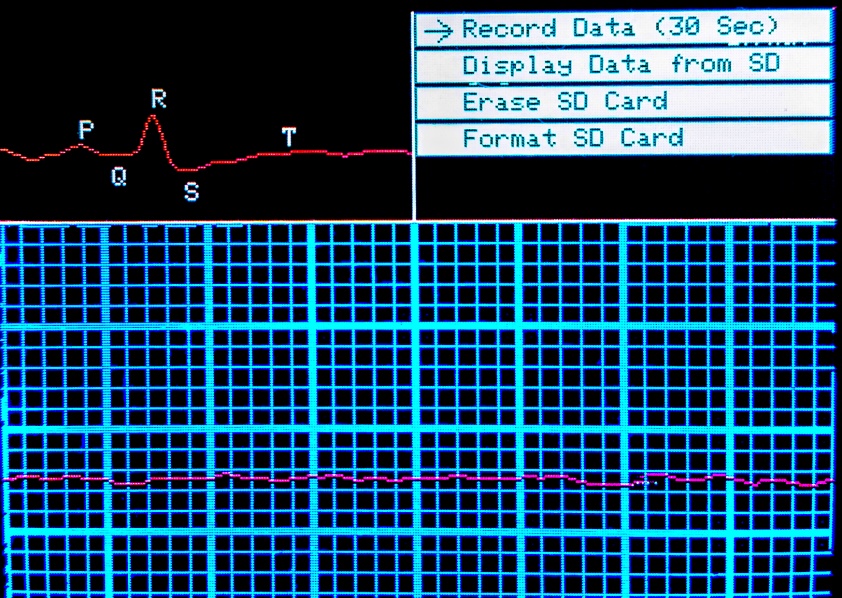 → Record Data (30 Sec)
Display Data from SD
Erase SD Card
Format SD Card
R
P
T
Q
S